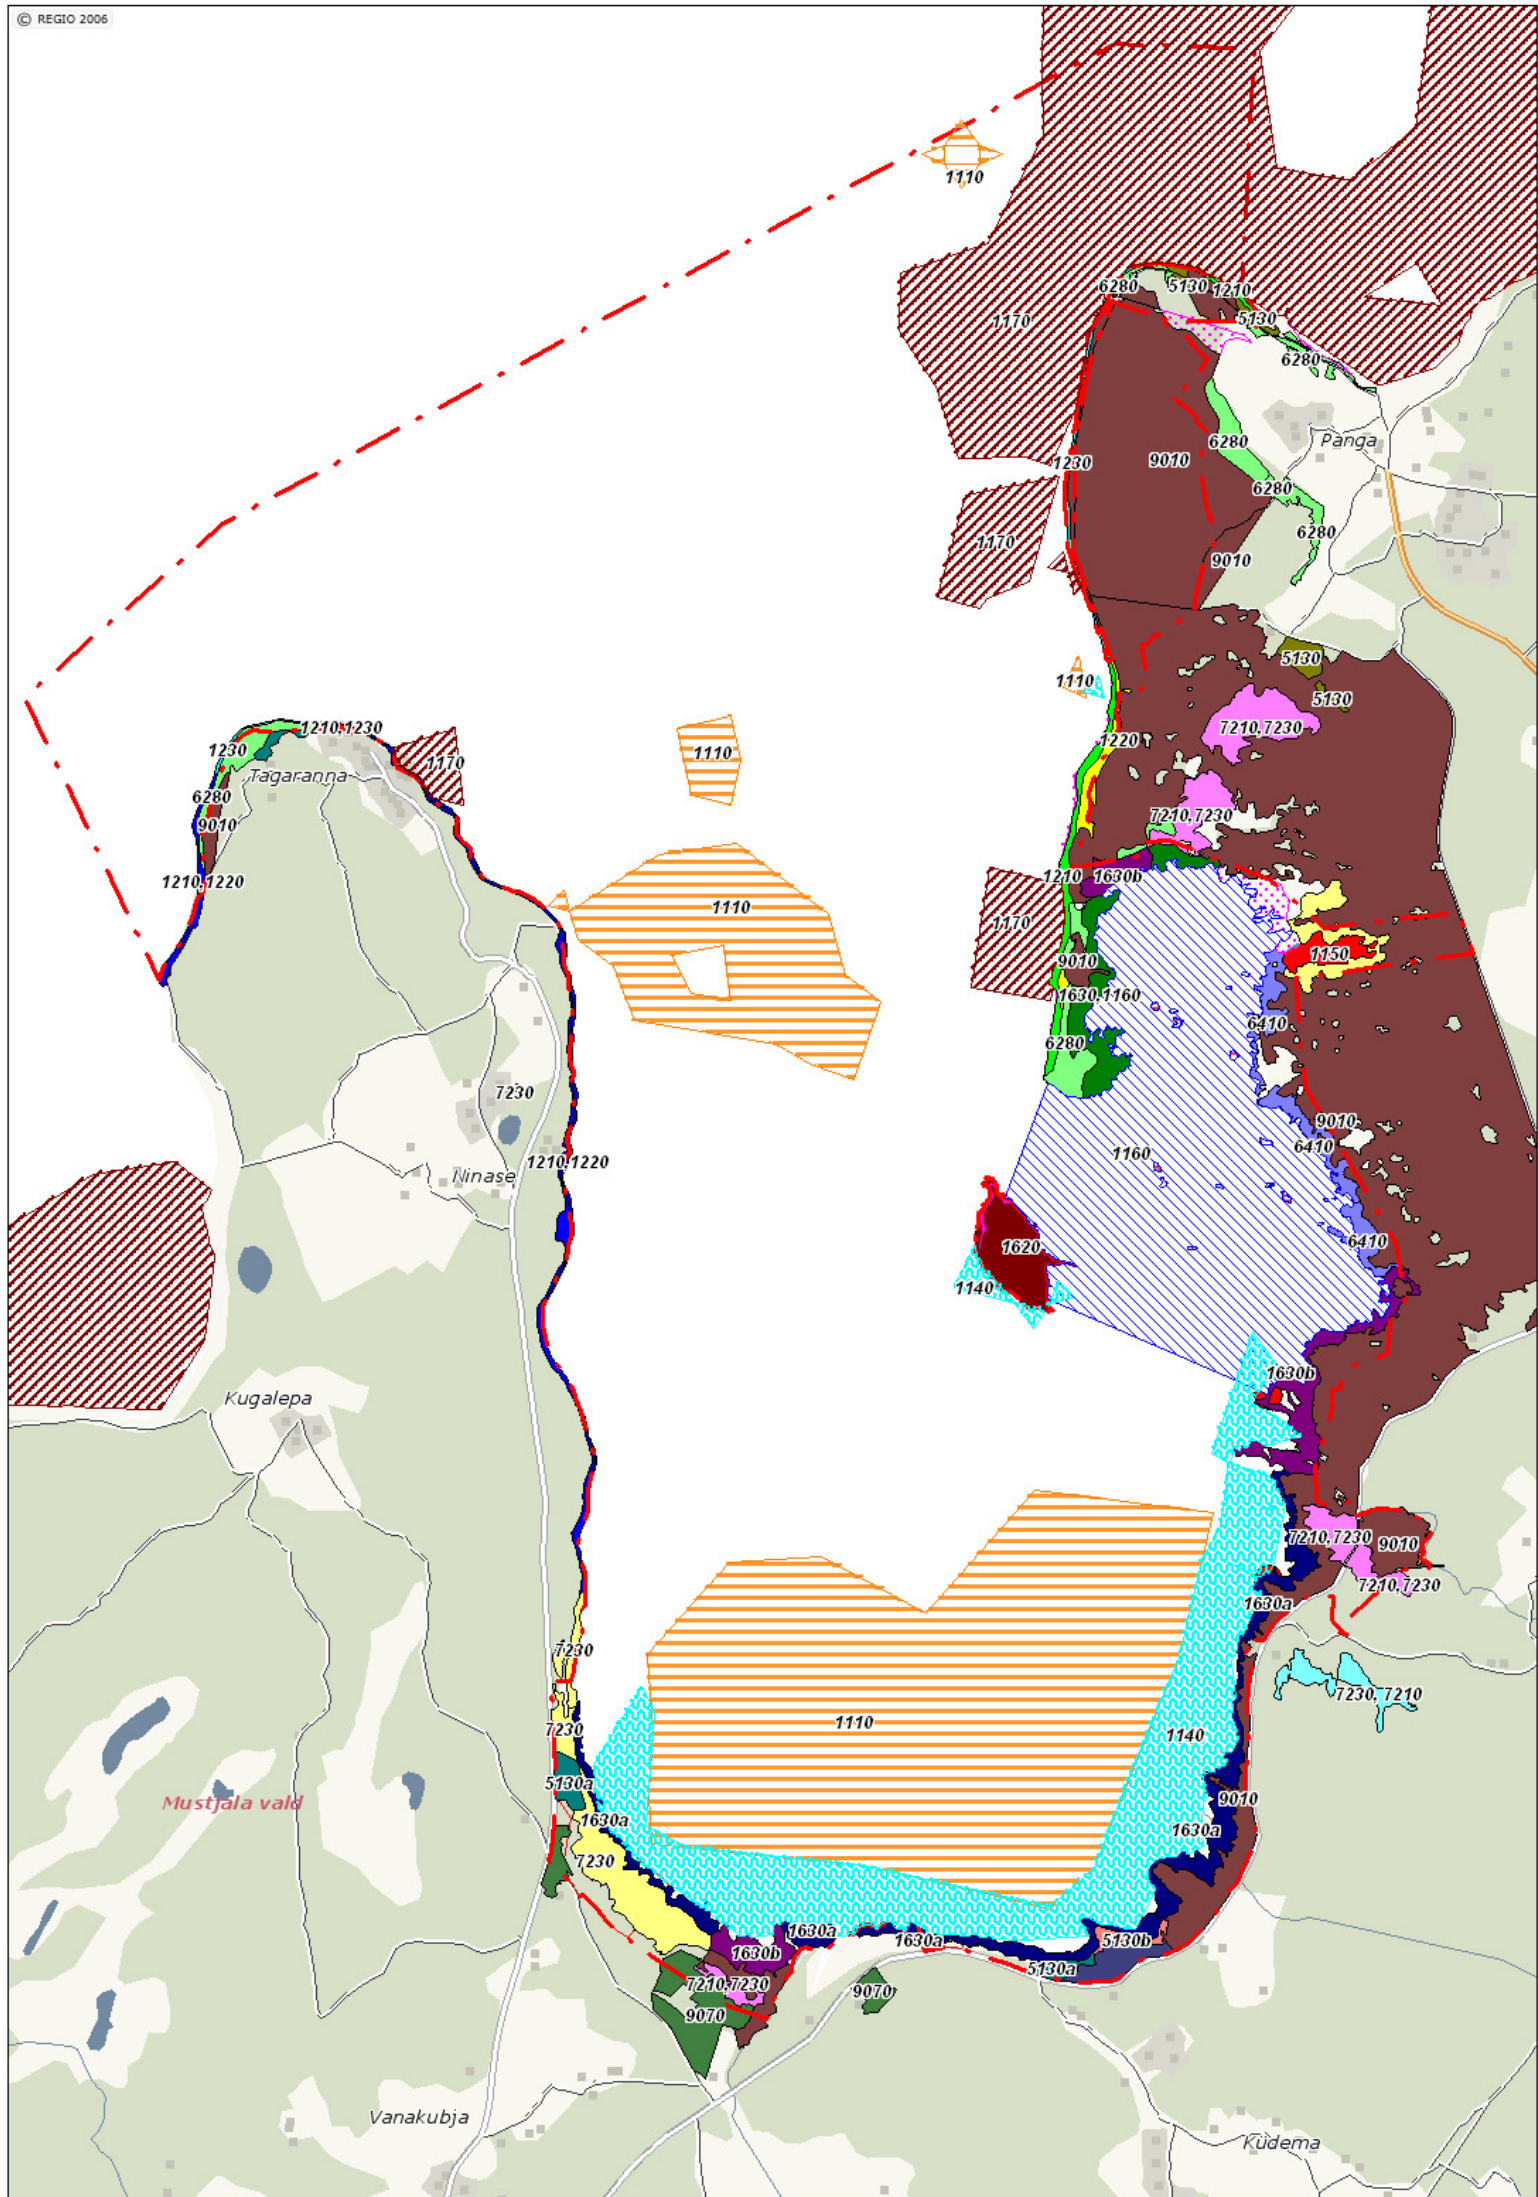 © REGIO 2006
1110
6280
5130
1210
1170
5130
6280
6280
Panga
1230
9010
6280
6280
1170
9010
5130
1110
5130
1210,1230
7210,7230
1220
1230
1110
1170
Tagaranna
6280
9010
7210,7230
1210
1630b
1210,1220
1110
1170
1150
9010
1630,1160
6410
6280
7230
9010
6410
1160
1210,1220
Ninase
6410
1620
1140
1630b
Kugalepa
7210,7230
9010
7210,7230
1630a
7230
7230, 7210
1110
7230
1140
5130a
9010
Mustjala vald
1630a
1630a
7230
1630a
1630a
5130b
1630b
5130a
7210,7230
9070
9070
Vanakubja
Küdema